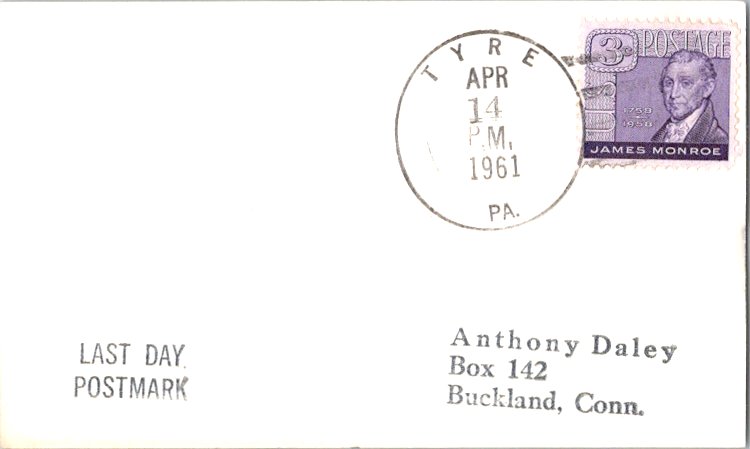 TYRE
APR
14
P.M.
1961
PA.
3¢ POSTAGE
1758
1958
JAMES MONROE
LAST DAY.
POSTMARK
Anthony Daley
Box 142
Buckland, Conn.